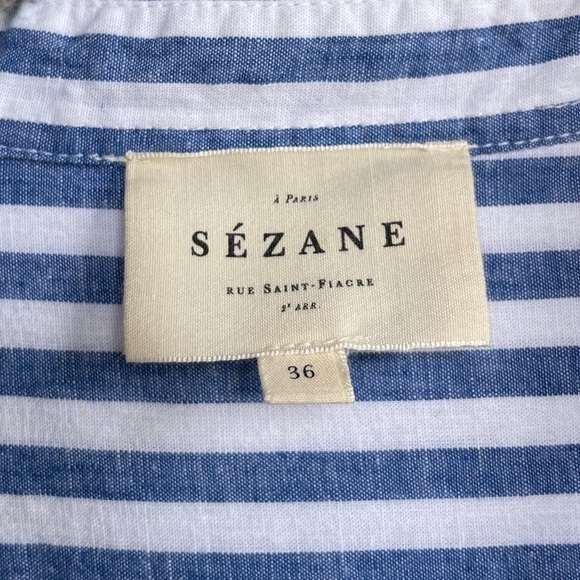 À PARIS
SÉZANE
RUE SAINT-FIACRE
2ᵉ ARR.
36